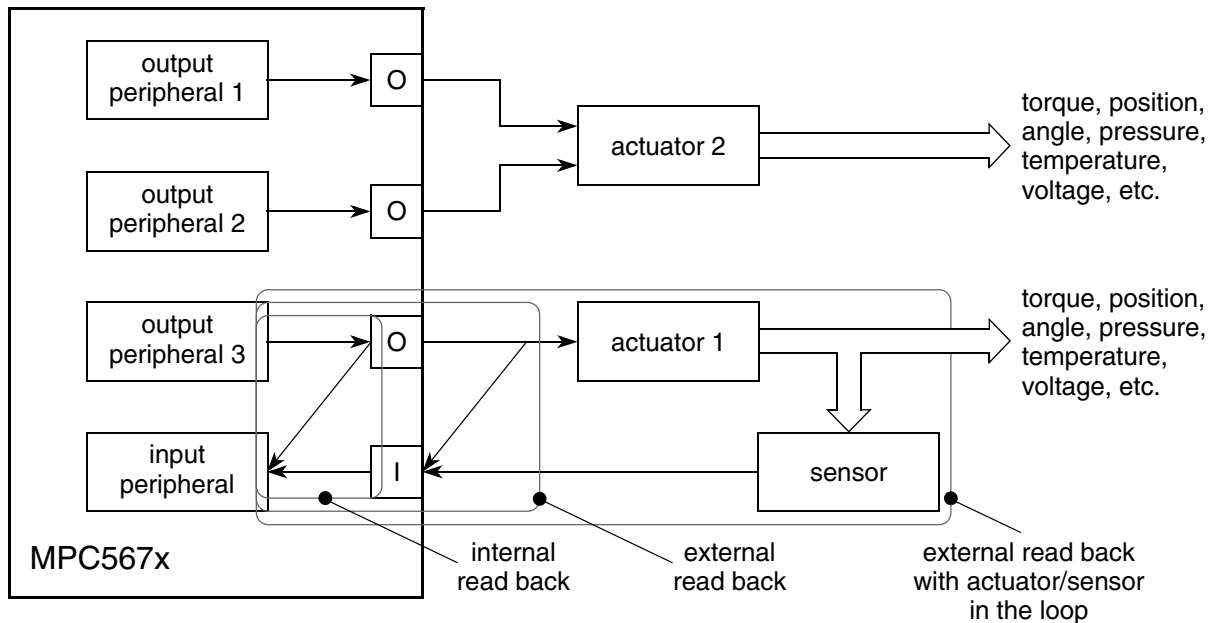 output
peripheral 1
O
actuator 2
torque, position,
angle, pressure,
temperature,
voltage, etc.
output
peripheral 2
O
output
peripheral 3
O
actuator 1
torque, position,
angle, pressure,
temperature,
voltage, etc.
input
peripheral
I
sensor
MPC567x
internal
read back
external
read back
external read back
with actuator/sensor
in the loop